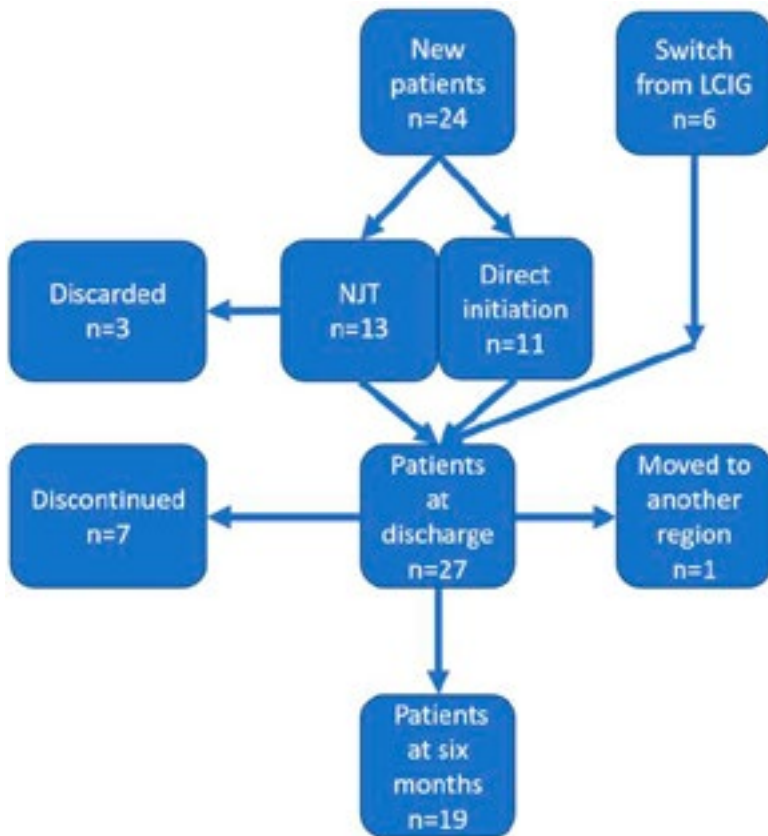 New
patients
n=24
Switch
from LCIG
n=6
Discarded
n=3
NJT
n=13
Direct
initiation
n=11
Discontinued
n=7
Patients
at
discharge
n=27
Moved to
another
region
n=1
Patients
at six
months
n=19